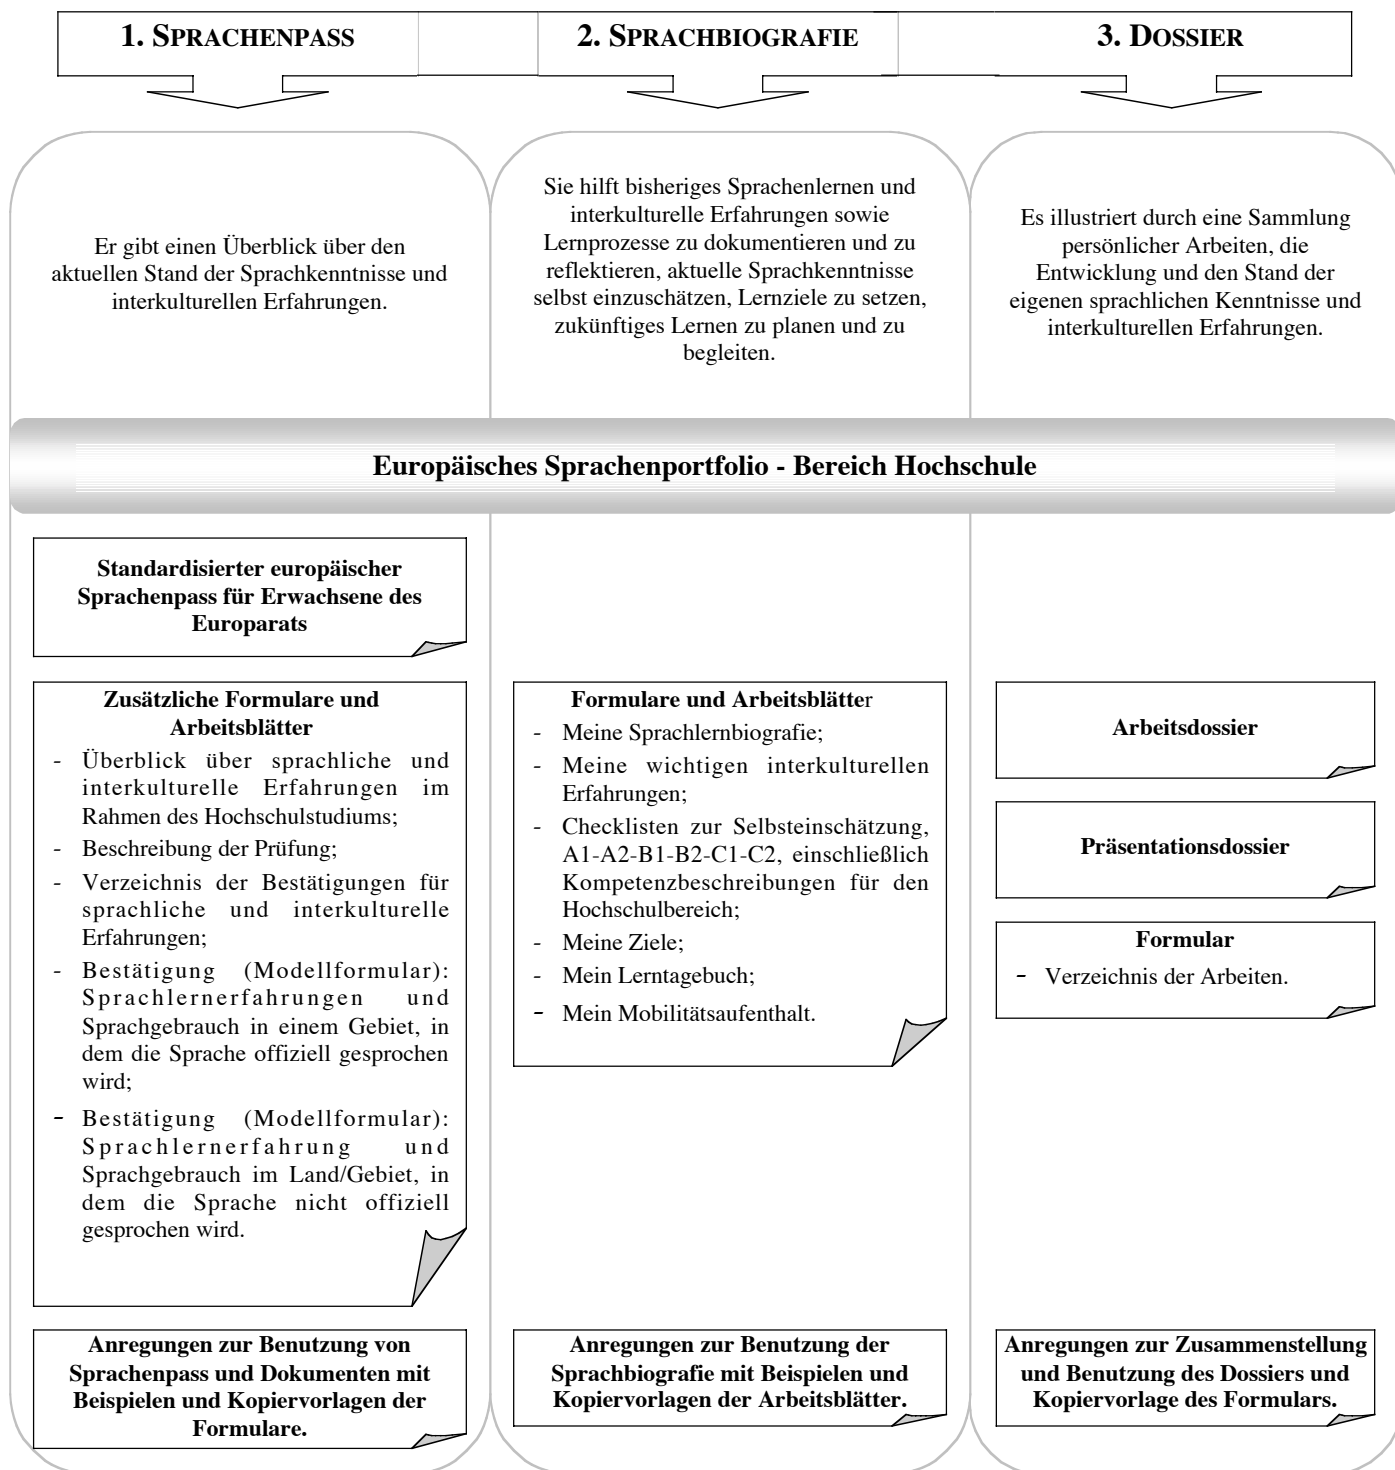 1. SPRACHENPASS
2. SPRACHBIOGRAFIE
3. DOSSIER
Er gibt einen Überblick über den
aktuellen Stand der Sprachkenntnisse und
interkulturellen Erfahrungen.
Sie hilft bisheriges Sprachenlernen und
interkulturelle Erfahrungen sowie
Lernprozesse zu dokumentieren und zu
reflektieren, aktuelle Sprachkenntnisse
selbst einzuschätzen, Lernziele zu setzen,
zukünftiges Lernen zu planen und zu
begleiten.
Es illustriert durch eine Sammlung
persönlicher Arbeiten, die
Entwicklung und den Stand der
eigenen sprachlichen Kenntnisse und
interkulturellen Erfahrungen.
Europäisches Sprachenportfolio - Bereich Hochschule
Standardisierter europäischer
Sprachenpass für Erwachsene des
Europarats
Zusätzliche Formulare und
Arbeitsblätter
- Überblick über sprachliche und
interkulturelle Erfahrungen im
Rahmen des Hochschulstudiums;
- Beschreibung der Prüfung;
- Verzeichnis der Bestätigungen für
sprachliche und interkulturelle
Erfahrungen;
- Bestätigung (Modellformular):
Sprachlernerfahrungen und
Sprachgebrauch in einem Gebiet, in
dem die Sprache offiziell gesprochen
wird;
- Bestätigung (Modellformular):
Sprachlernerfahrung und
Sprachgebrauch im Land/Gebiet, in
dem die Sprache nicht offiziell
gesprochen wird.
Anregungen zur Benutzung von
Sprachenpass und Dokumenten mit
Beispielen und Kopiervorlagen der
Formulare.
Formulare und Arbeitsblätter
- Meine Sprachlernbiografie;
- Meine wichtigen interkulturellen
Erfahrungen;
- Checklisten zur Selbsteinschätzung,
A1-A2-B1-B2-C1-C2, einschließlich
Kompetenzbeschreibungen für den
Hochschulbereich;
- Meine Ziele;
- Mein Lerntagebuch;
- Mein Mobilitätsaufenthalt.
Anregungen zur Benutzung der
Sprachbiografie mit Beispielen und
Kopiervorlagen der Arbeitsblätter.
Arbeitsdossier
Präsentationsdossier
Formular
- Verzeichnis der Arbeiten.
Anregungen zur Zusammenstellung
und Benutzung des Dossiers und
Kopiervorlage des Formulars.